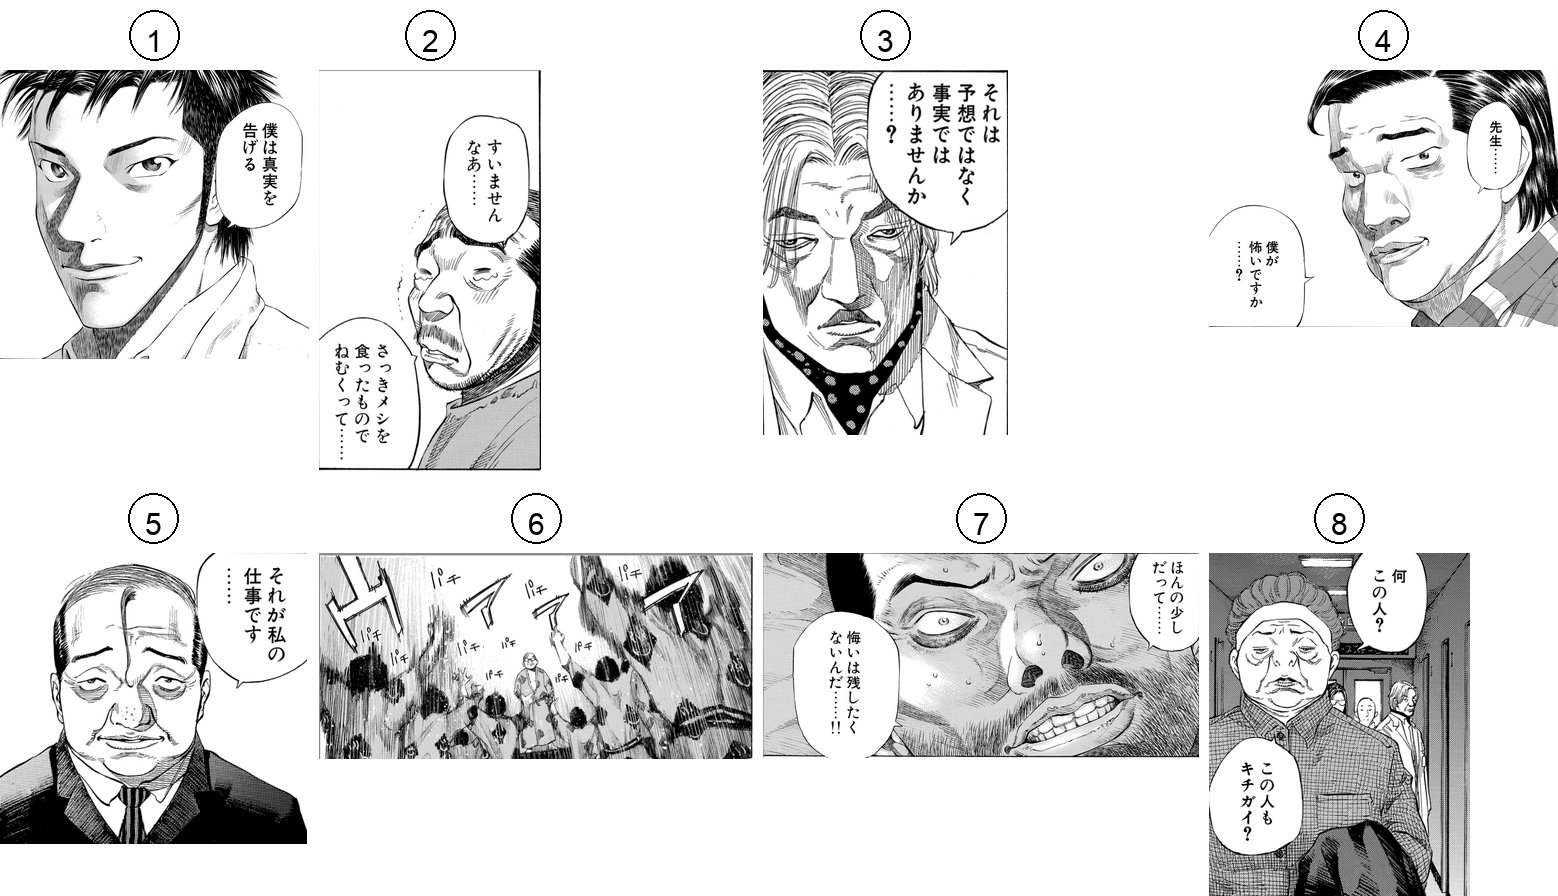 1
僕は真実を
告げる
2
すいません
なあ……
さっきメシを
食ったもので
ねむくって……
3
それは
予想ではなく
事実では
ありませんか
……?
4
先生……
僕が
怖いですか
……?
5
それが私の
仕事です
……
6
パチ
パチ
パチ
パチ
パチ
パチ
パチ
パチ
パチ
7
ほんの少し
だって……
悔いは残したく
ないんだ……!!
8
何
この人?
この人も
キチガイ?